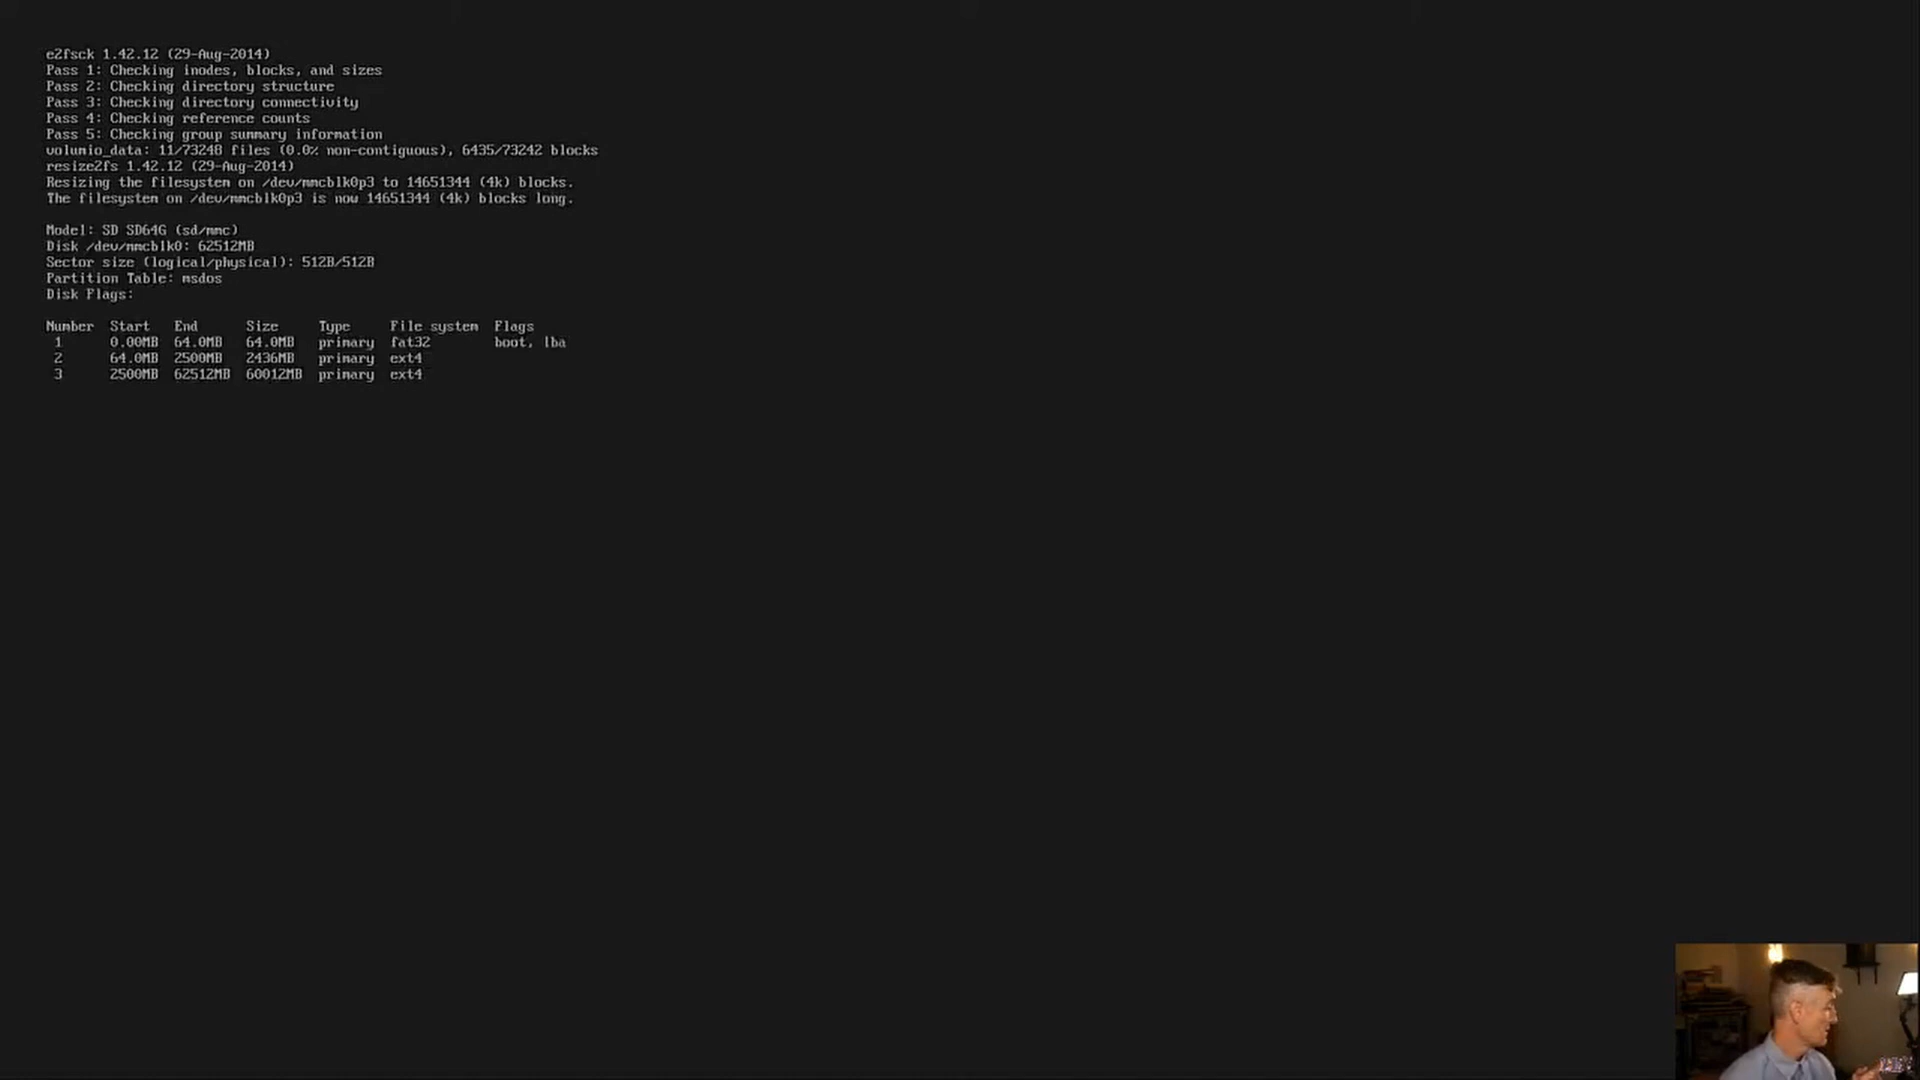 e2fsck 1.42.12 (29-Aug-2014)
Pass 1: Checking inodes, blocks, and sizes
Pass 2: Checking directory structure
Pass 3: Checking directory connectivity
Pass 4: Checking reference counts
Pass 5: Checking group summary information
volumio_data: 11/73248 files (0.0% non-contiguous), 6435/73242 blocks
resize2fs 1.42.12 (29-Aug-2014)
Resizing the filesystem on /dev/mmcblk0p3 to 14651344 (4k) blocks.
The filesystem on /dev/mmcblk0p3 is now 14651344 (4k) blocks long.
Model: SD SD64G (sd/mmc)
Disk /dev/mmcblk0: 62512MB
Sector size (logical/physical): 512B/512B
Partition Table: msdos
Disk Flags:
Number Start End Size Type File system Flags
1 0.00MB 64.0MB 64.0MB primary fat32 boot, lba
2 64.0MB 2500MB 2436MB primary ext4
3 2500MB 62512MB 60012MB primary ext4